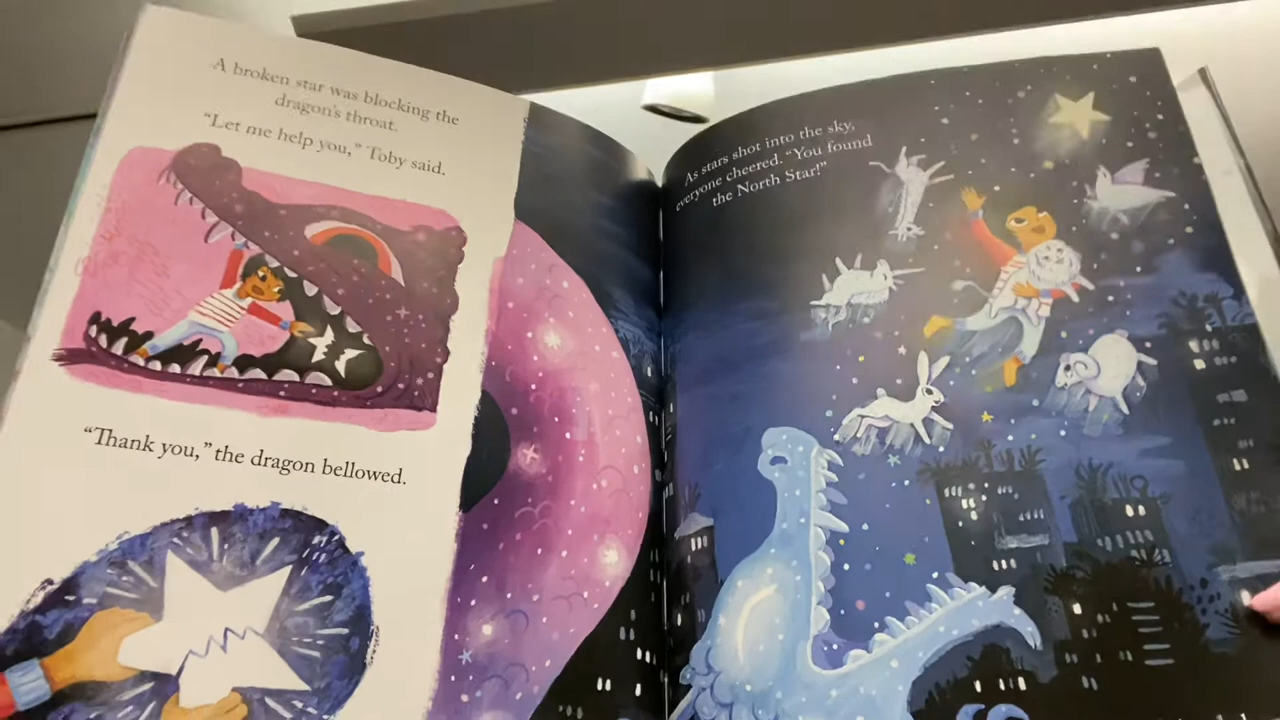 A broken star was blocking the
dragon's throat.
“Let me help you,” Toby said.
“Thank you,” the dragon bellowed.
As stars shot into the sky,
everyone cheered. “You found
the North Star!”